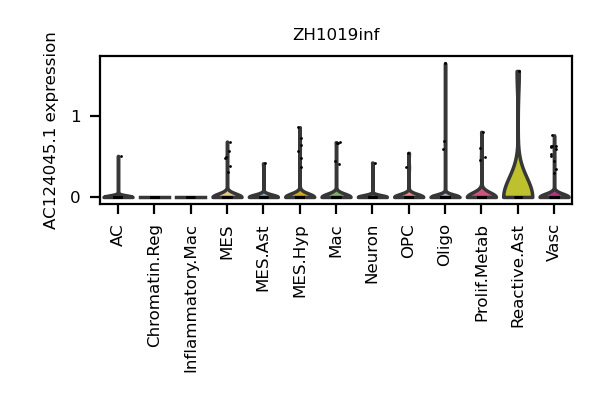 ZH1019inf
AC124045.1 expression
1
0
AC
Chromatin.Reg
Inflammatory.Mac
MES
MES.Ast
MES.Hyp
Mac
Neuron
OPC
Oligo
Prolif.Metab
Reactive.Ast
Vasc